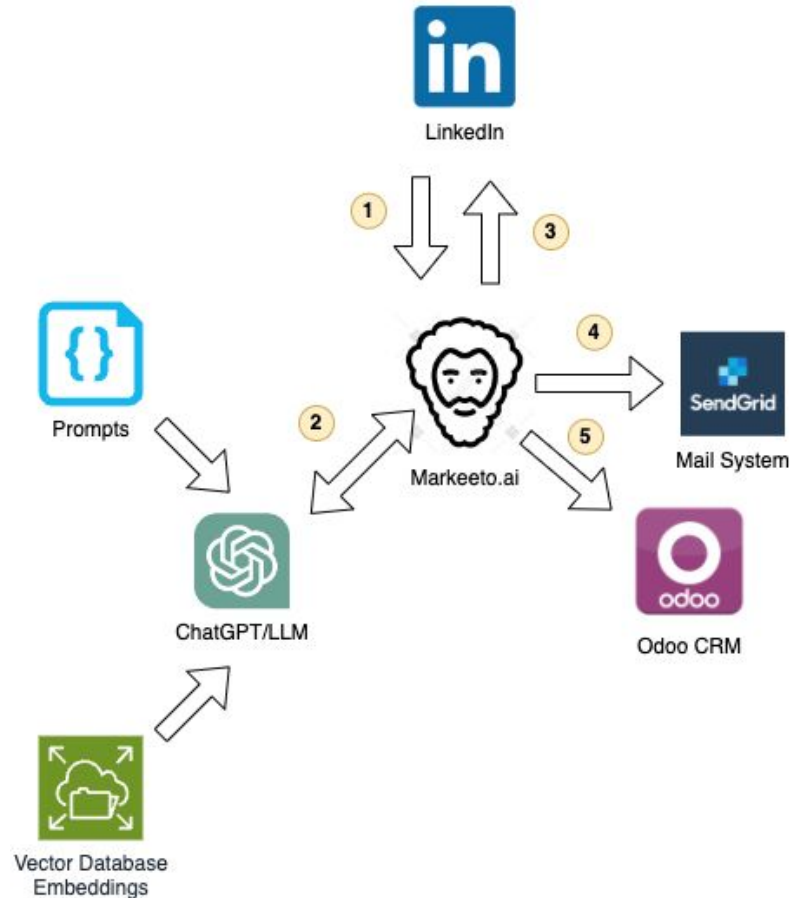 in
LinkedIn
1
3
4
SendGrid
Mail System
{}
Prompts
2
Markeeto.ai
5
ChatGPT/LLM
odoo
Odoo CRM
Vector Database
Embeddings